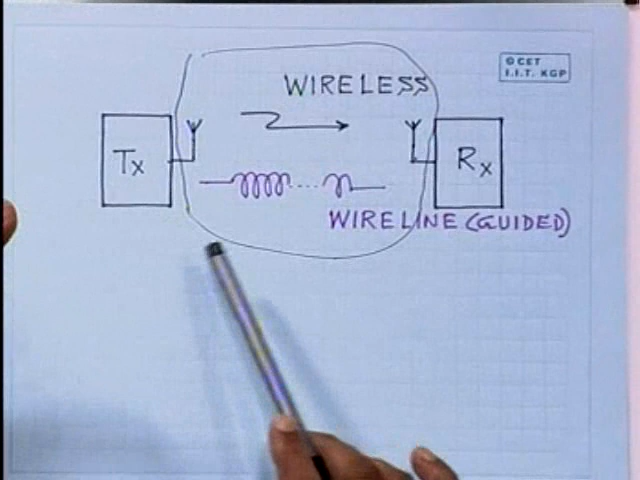 © CET
I.I.T. KGP
WIRELESS
Tx
Rx
WIRELINE (GUIDED)